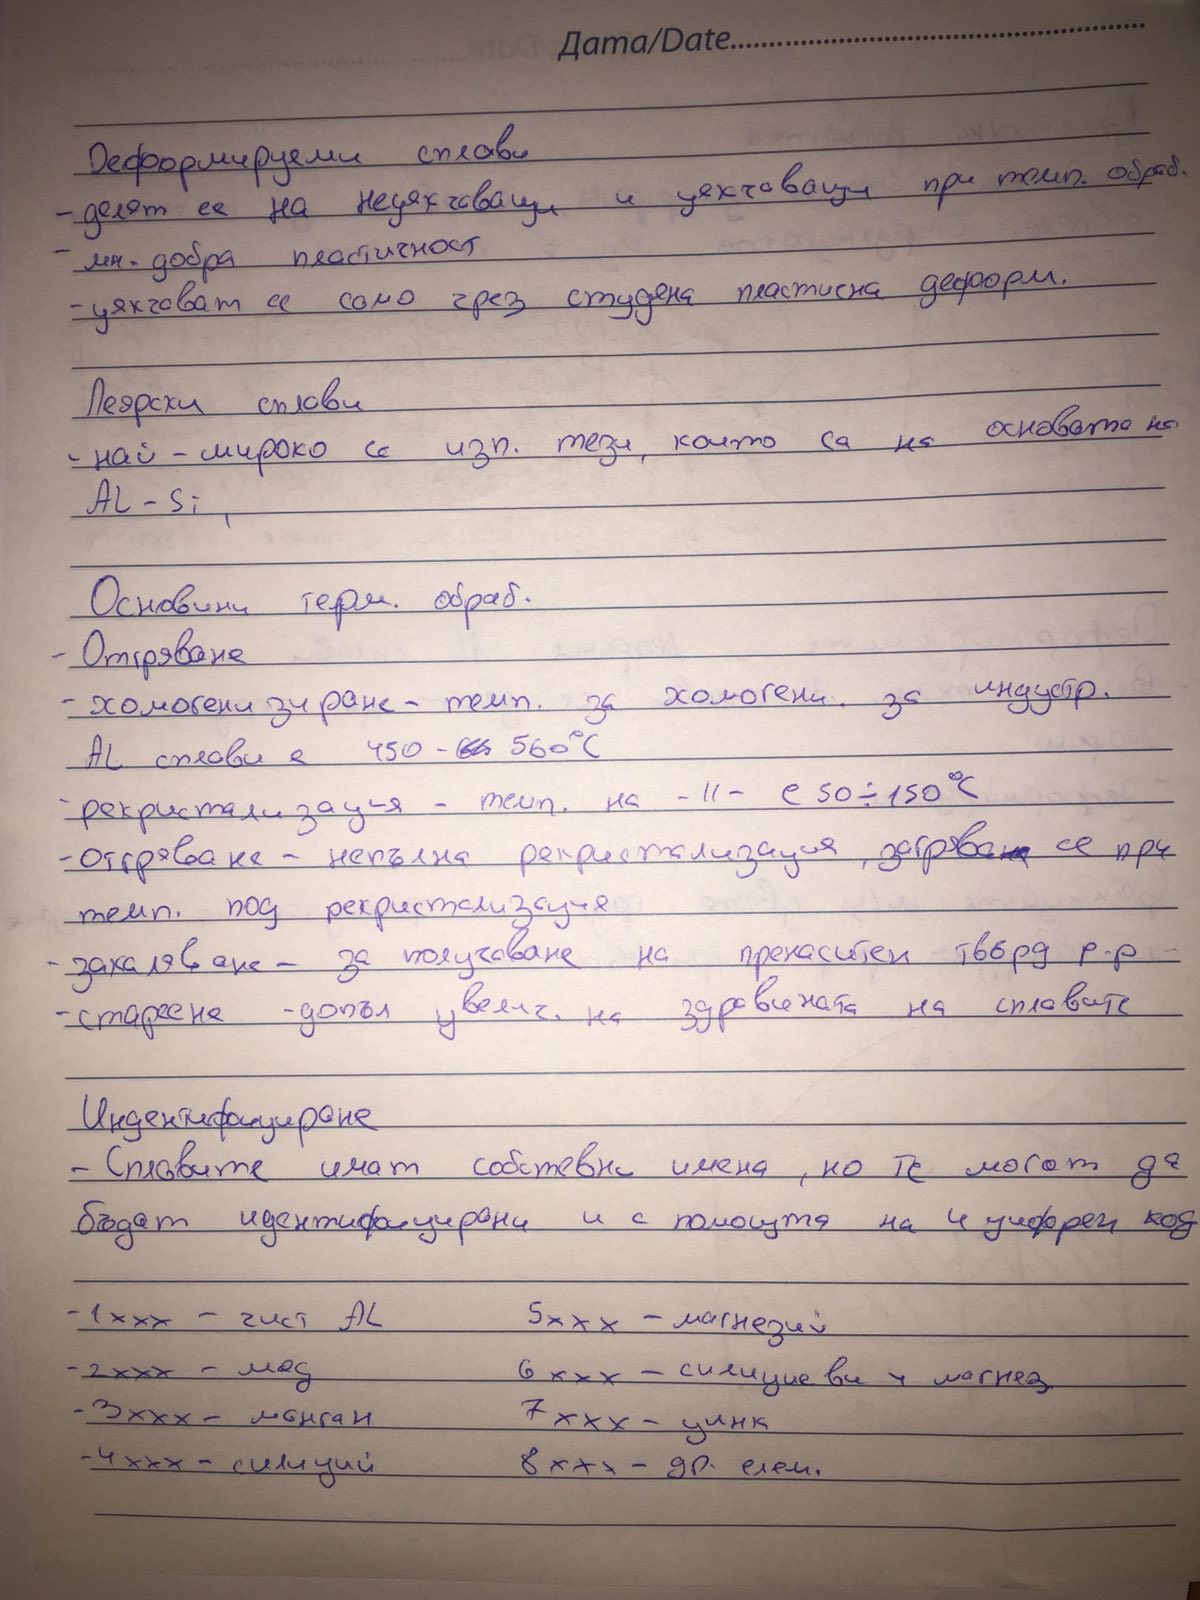 Дата/Date
Деформируеми сплави
- делят се на неуякчаващи и уякчаващи при темп. обраб.
- мн. добра пластичност
- уякчават се само чрез студена пластична деформ.
Леярски сплави
- най-широко се изп. тези, които са на основата на
AL - Si,
Основини терм. обраб.
- Отгряване
- хомогенизиране - темп. за хомогени. за индустр.
AL сплави е 450 - 560°C
- рекристализация - темп. на -//- е 50÷150°C
- отгряване - непълна рекристализация, загрява се при
темп. под рекристализация
- закаляване - за получаване на пренаситен твърд р-р
- стареене - допъл увелич. на здравината на сплавите
Индентифициране
- Сплавите имат собствени имена, но те могат да
бъдат идентифицирани и с помощта на 4 цифрен код
- 1xxx - чист AL 5xxx - магнезий
- 2xxx - мед 6xxx - силициеви и магнез
- 3xxx - манган 7xxx - цинк
- 4xxx - силиций 8xxx - др. елем.